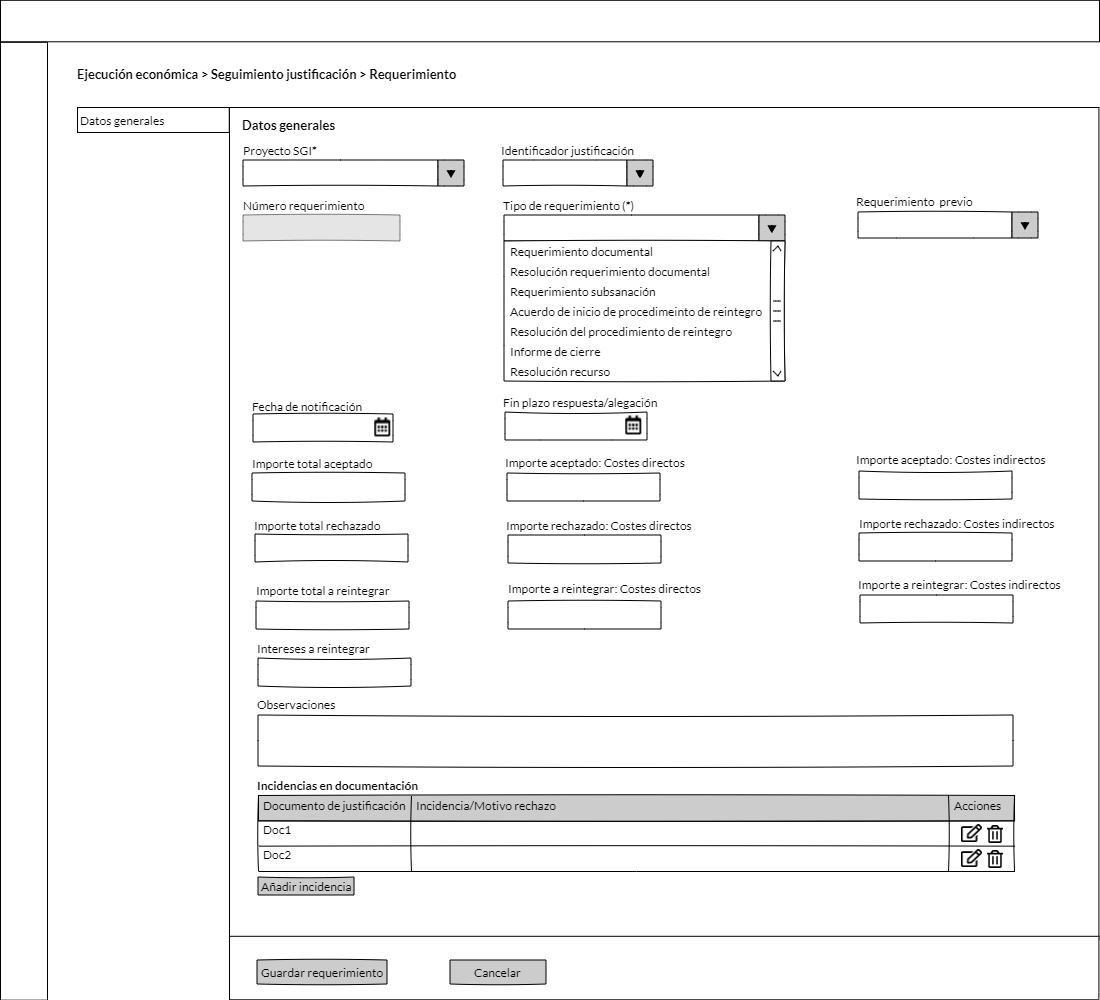 Ejecución económica > Seguimiento justificación > Requerimiento
Datos generales
Datos generales
Proyecto SGI*
Identificador justificación
Número requerimiento
Tipo de requerimiento (*)
Requerimiento previo
Requerimiento documental
Resolución requerimiento documental
Requerimiento subsanación
Acuerdo de inicio de procedimeinto de reintegro
Resolución del procedimiento de reintegro
Informe de cierre
Resolución recurso
Fecha de notificación
Fin plazo respuesta/alegación
Importe total aceptado
Importe aceptado: Costes directos
Importe aceptado: Costes indirectos
Importe total rechazado
Importe rechazado: Costes directos
Importe rechazado: Costes indirectos
Importe total a reintegrar
Importe a reintegrar: Costes directos
Importe a reintegrar: Costes indirectos
Intereses a reintegrar
Observaciones
Incidencias en documentación
Documento de justificación Incidencia/Motivo rechazo Acciones
Doc1
Doc2
Añadir incidencia
Guardar requerimiento Cancelar